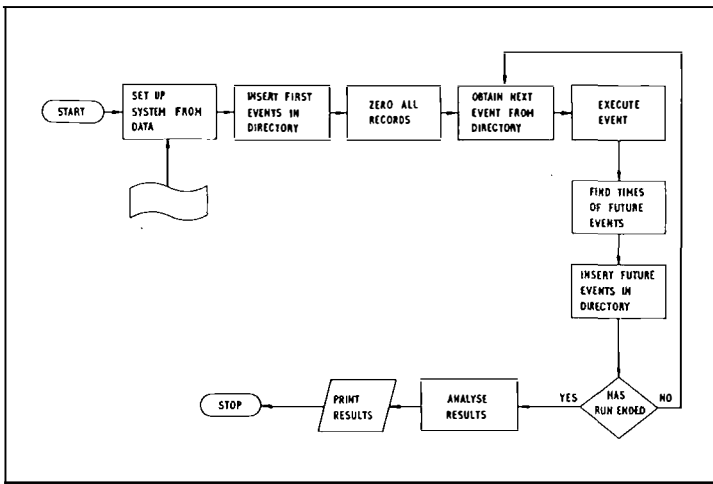 START
SET UP
SYSTEM FROM
DATA
INSERT FIRST
EVENTS IN
DIRECTORY
ZERO ALL
RECORDS
OBTAIN NEXT
EVENT FROM
DIRECTORY
EXECUTE
EVENT
FIND TIMES
OF FUTURE
EVENTS
INSERT FUTURE
EVENTS IN
DIRECTORY
HAS
RUN ENDED
NO
YES
ANALYSE
RESULTS
PRINT
RESULTS
STOP